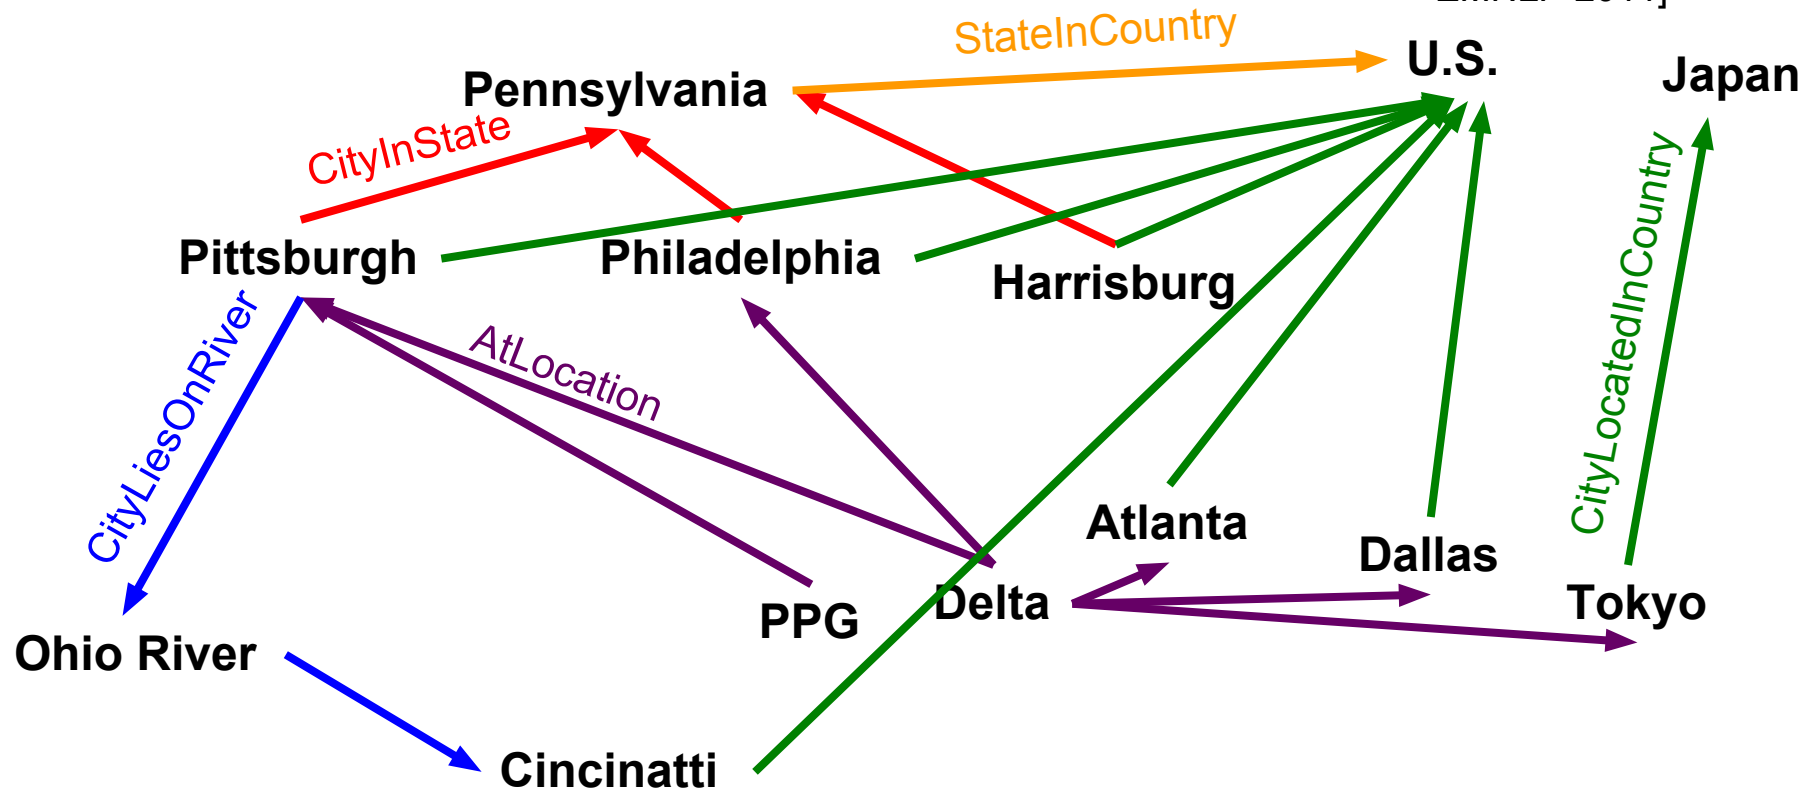 StateInCountry
U.S.
Japan
Pennsylvania
CityInState
Pittsburgh
Philadelphia
Harrisburg
CityLiesOnRiver
AtLocation
CityLocatedInCountry
Atlanta
Dallas
PPG
Delta
Tokyo
Ohio River
Cincinatti